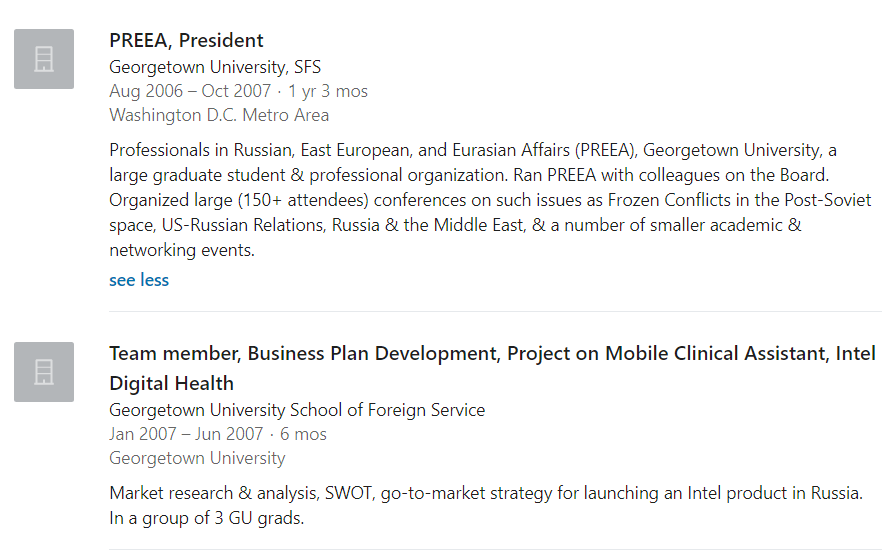 PREEA, President
Georgetown University, SFS
Aug 2006 – Oct 2007 · 1 yr 3 mos
Washington D.C. Metro Area
Professionals in Russian, East European, and Eurasian Affairs (PREEA), Georgetown University, a
large graduate student & professional organization. Ran PREEA with colleagues on the Board.
Organized large (150+ attendees) conferences on such issues as Frozen Conflicts in the Post-Soviet
space, US-Russian Relations, Russia & the Middle East, & a number of smaller academic &
networking events.
see less
Team member, Business Plan Development, Project on Mobile Clinical Assistant, Intel
Digital Health
Georgetown University School of Foreign Service
Jan 2007 – Jun 2007 · 6 mos
Georgetown University
Market research & analysis, SWOT, go-to-market strategy for launching an Intel product in Russia.
In a group of 3 GU grads.